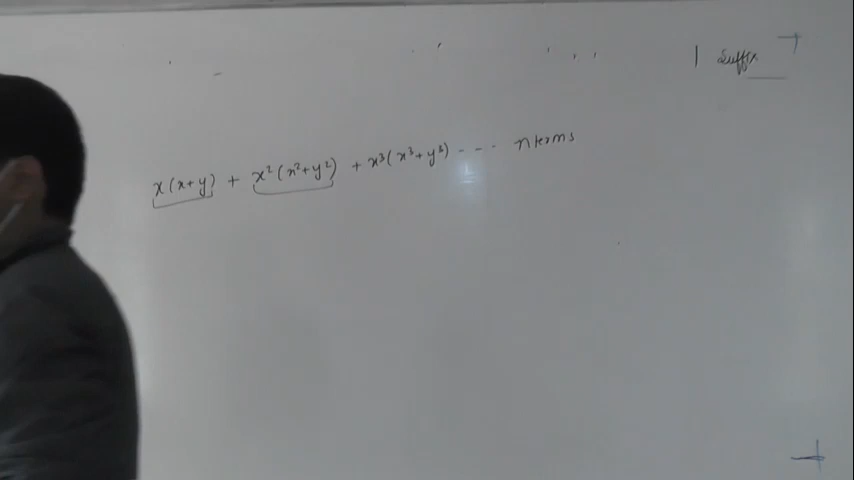 1 Suffix
x(x+y) + x²(x²+y²) + x³(x³+y³) - - - - n terms